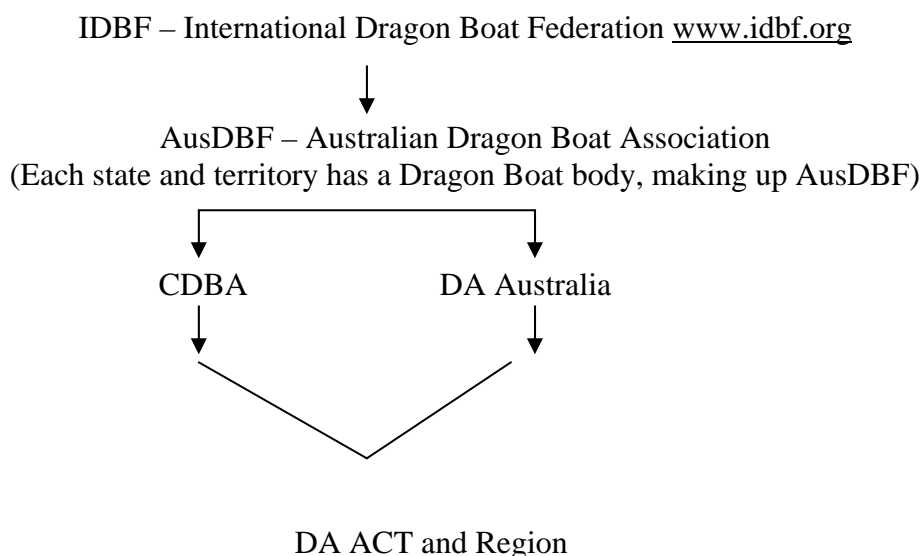 IDBF – International Dragon Boat Federation www.idbf.org
AusDBF – Australian Dragon Boat Association
(Each state and territory has a Dragon Boat body, making up AusDBF)
CDBA DA Australia
DA ACT and Region